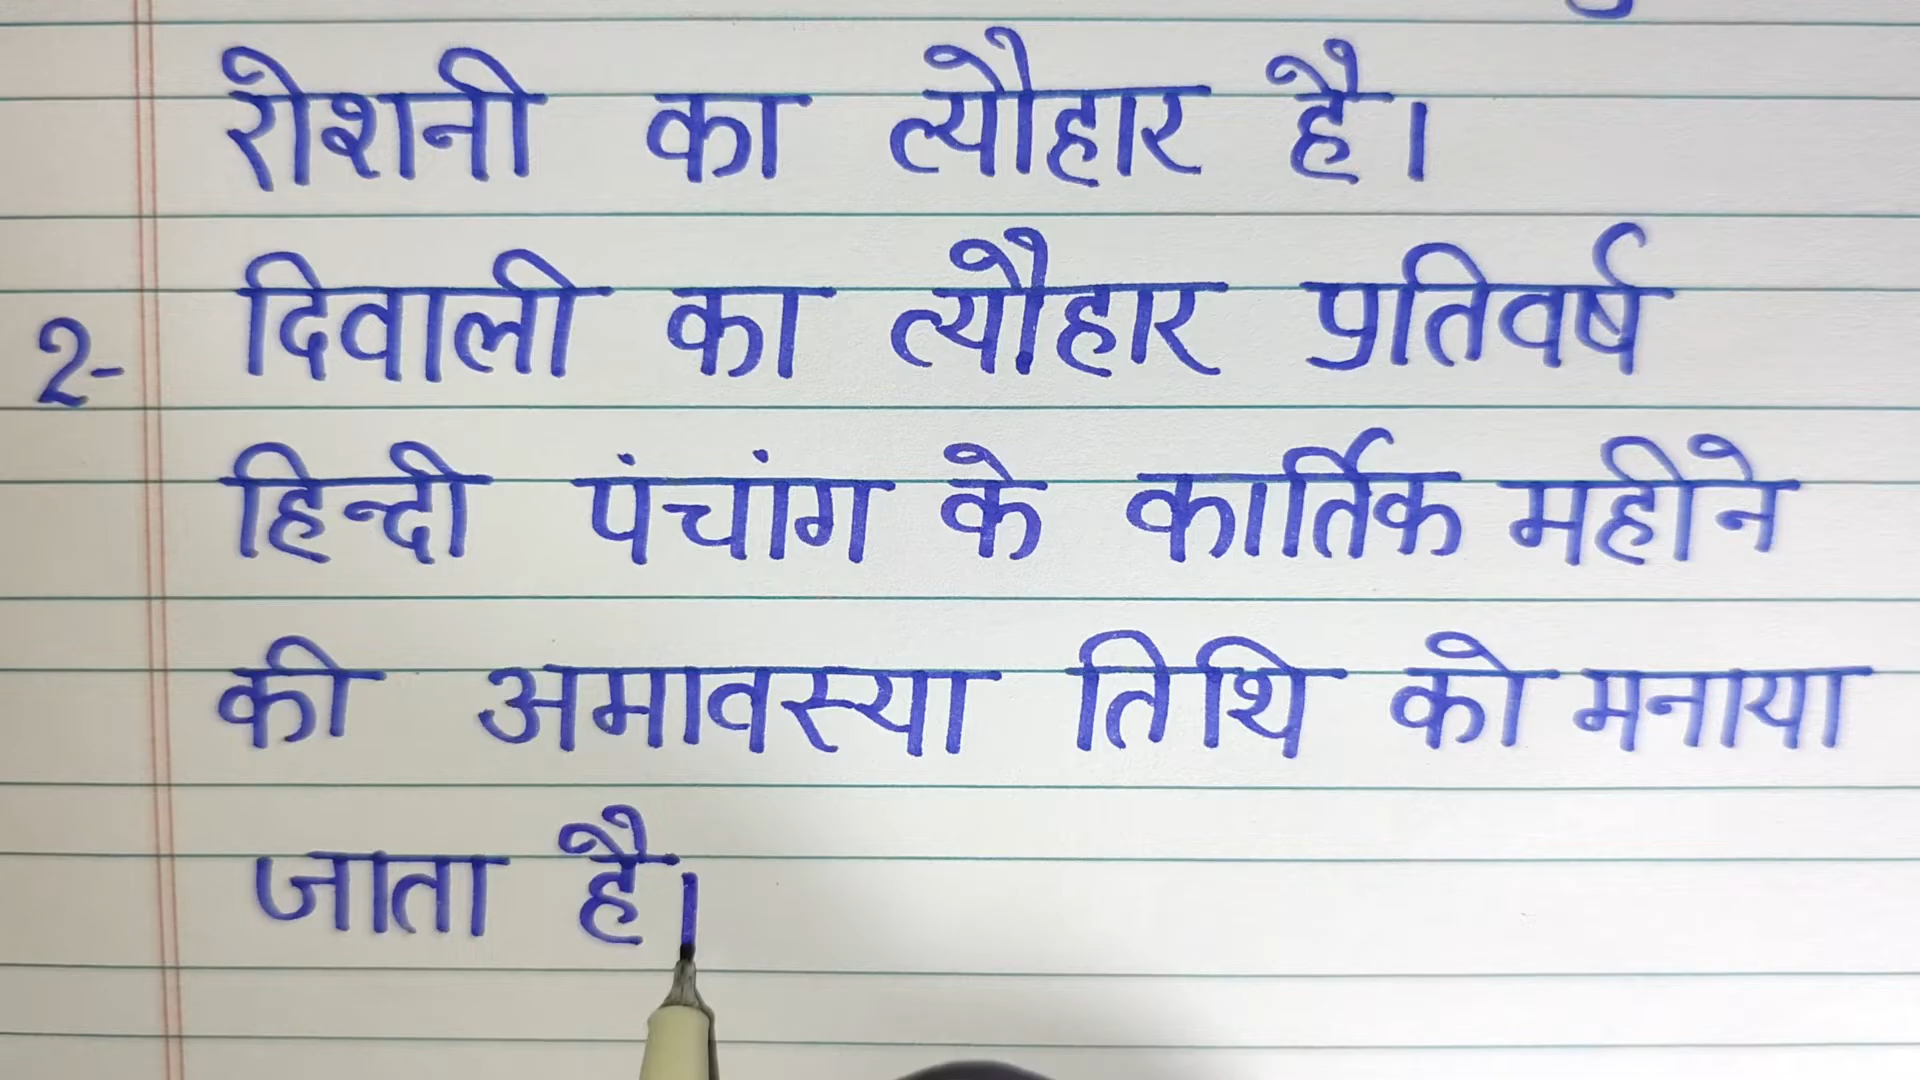 रोशनी का त्यौहार है।
2- दिवाली का त्यौहार प्रतिवर्ष
हिन्दी पंचांग के कार्तिक महीने
की अमावस्या तिथि को मनाया
जाता है।